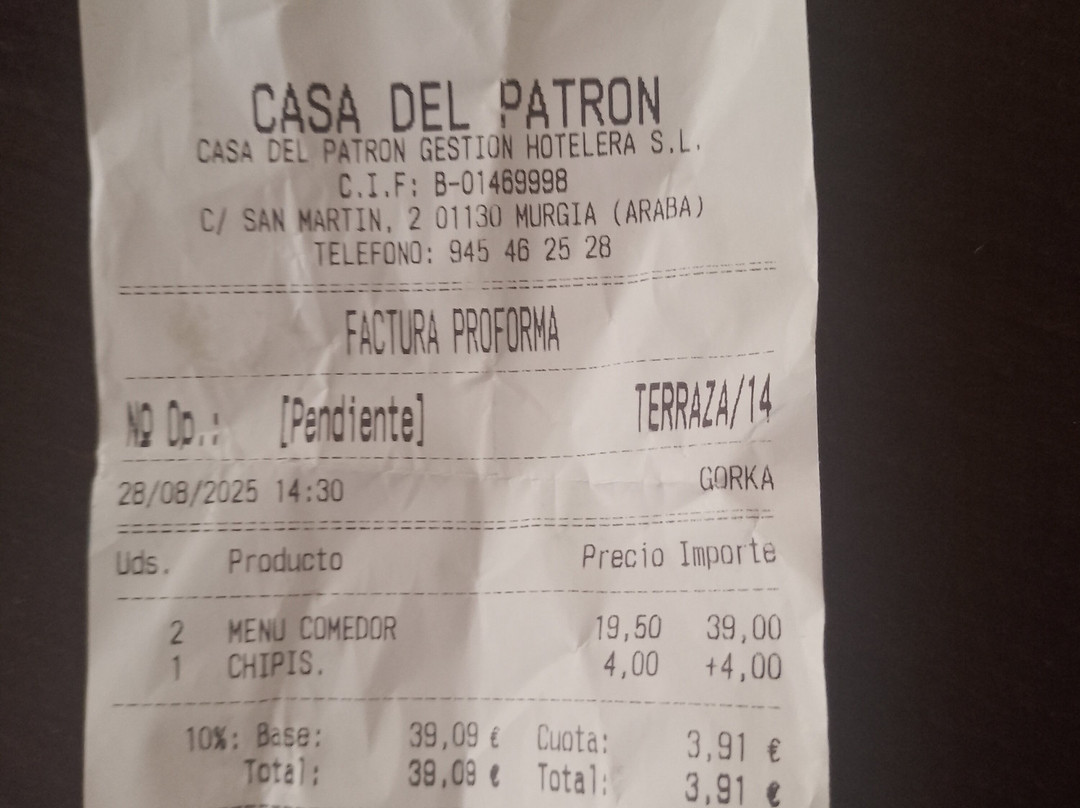 CASA DEL PATRON
CASA DEL PATRON GESTION HOTELERA S.L.
C.I.F: B-01469998
C/ SAN MARTIN, 2 01130 MURGIA (ARABA)
TELEFONO: 945 46 25 28
FACTURA PROFORMA
Nº Op.: [Pendiente] TERRAZA/14
28/08/2025 14:30 GORKA
Uds. Producto Precio Importe
2 MENU COMEDOR 19,50 39,00
1 CHIPIS. 4,00 +4,00
10%: Base: 39,09 € Cuota: 3,91 €
Total: 39,09 € Total: 3,91 €